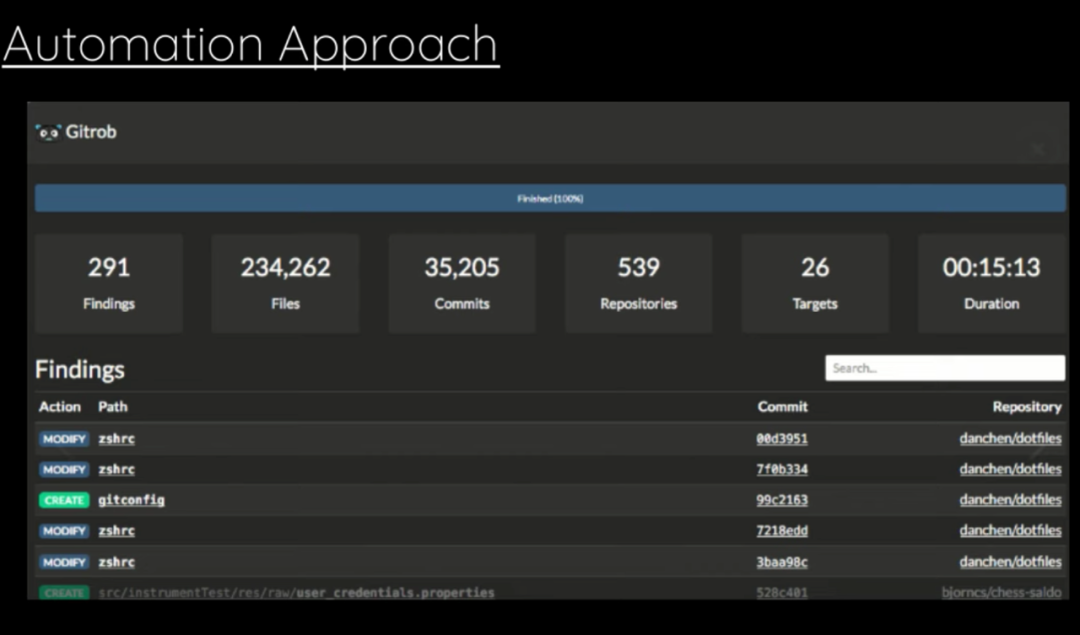 Automation Approach
Gitrob
Finished (100%)
291 234,262 35,205 539 26 00:15:13
Findings Files Commits Repositories Targets Duration
Findings Search...
Action Path Commit Repository
MODIFY zshrc 00d3951 danchen/dotfiles
MODIFY zshrc 7f0b334 danchen/dotfiles
CREATE gitconfig 99c2163 danchen/dotfiles
MODIFY zshrc 7218edd danchen/dotfiles
MODIFY zshrc 3baa98c danchen/dotfiles
CREATE src/instrumentTest/res/raw/user_credentials.properties 528c401 bjorncs/chess-saldo